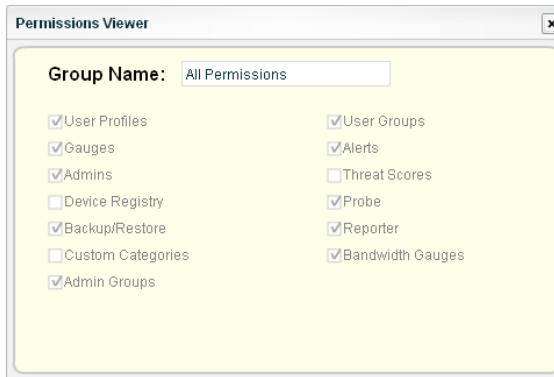 Permissions Viewer
Group Name: All Permissions
User Profiles
Gauges
Admins
Device Registry
Backup/Restore
Custom Categories
Admin Groups
User Groups
Alerts
Threat Scores
Probe
Reporter
Bandwidth Gauges